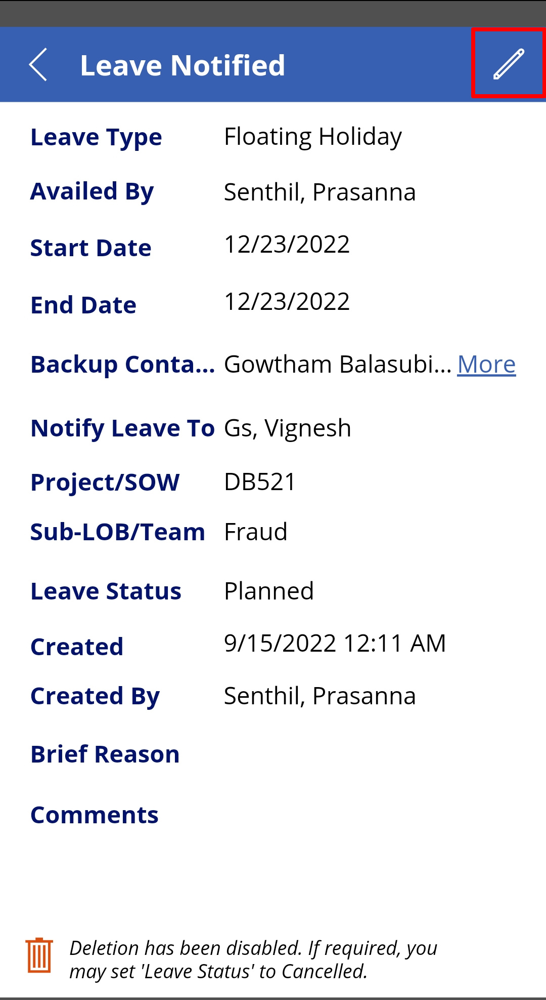 Leave Notified
Leave Type Floating Holiday
Availed By Senthil, Prasanna
Start Date 12/23/2022
End Date 12/23/2022
Backup Conta... Gowtham Balasubi... More
Notify Leave To Gs, Vignesh
Project/SOW DB521
Sub-LOB/Team Fraud
Leave Status Planned
Created 9/15/2022 12:11 AM
Created By Senthil, Prasanna
Brief Reason
Comments
Deletion has been disabled. If required, you
may set 'Leave Status' to Cancelled.